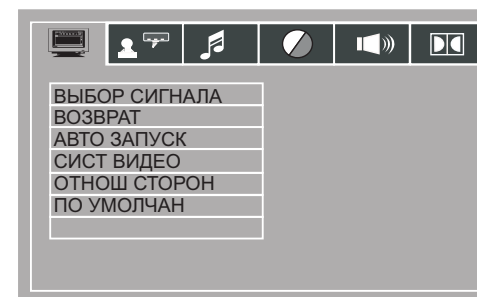 ВЫБОР СИГНАЛА
ВОЗВРАТ
АВТО ЗАПУСК
СИСТ ВИДЕО
ОТНОШ СТОРОН
ПО УМОЛЧАН